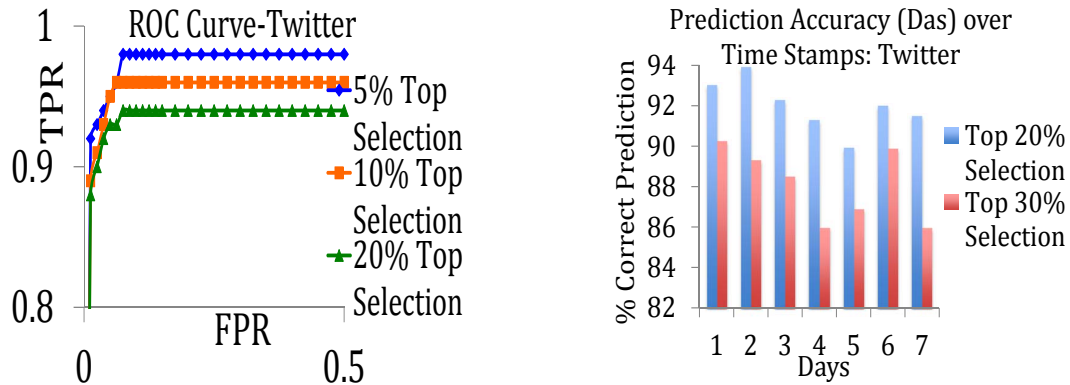 ROC Curve-Twitter
1
0.9
0.8
TPR
0
0.5
FPR
5% Top
Selection
10% Top
Selection
20% Top
Selection
Prediction Accuracy (Das) over
Time Stamps: Twitter
94
92
90
88
86
84
82
% Correct Prediction
1 2 3 4 5 6 7
Days
Top 20%
Selection
Top 30%
Selection